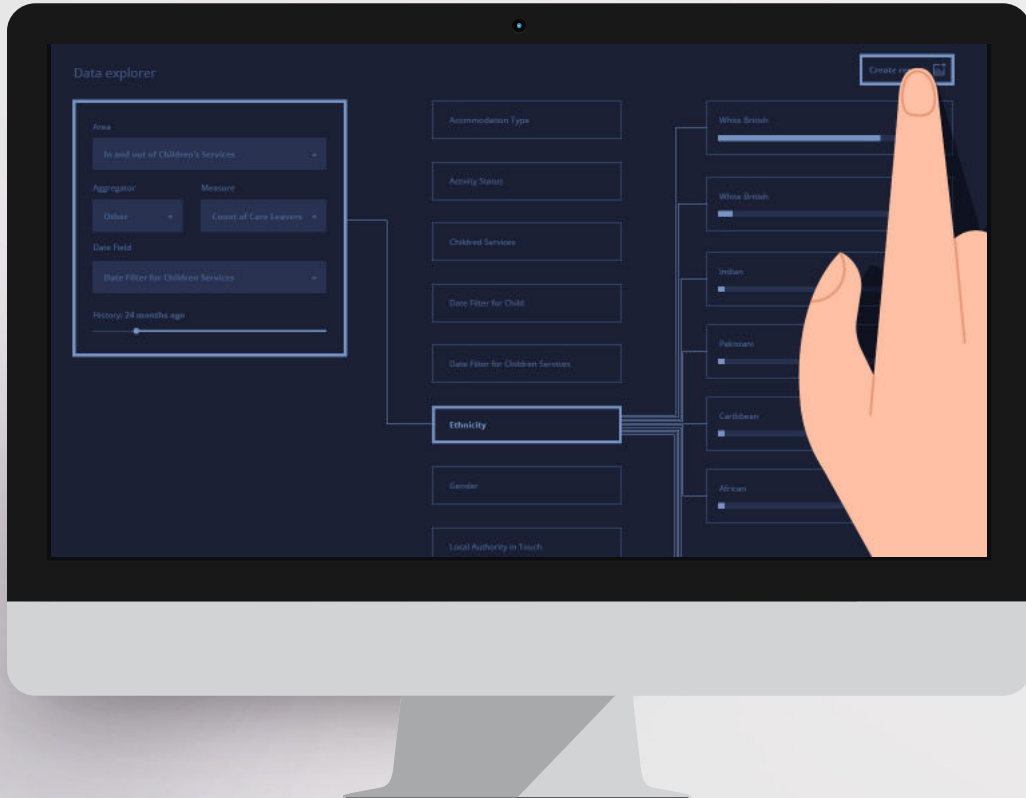 Data explorer
Create
Area
In and out of Children's Services
Aggregator
Measure
Other
Count of Care Leavers
Date Field
Date Filter for Children Services
History: 24 months ago
Accommodation Type
Activity Status
Childred Services
Date Filter for Child
Date Filter for Children Services
Ethnicity
Gender
Local Authority in Touch
White British
White British
Indian
Pakistani
Caribbean
African